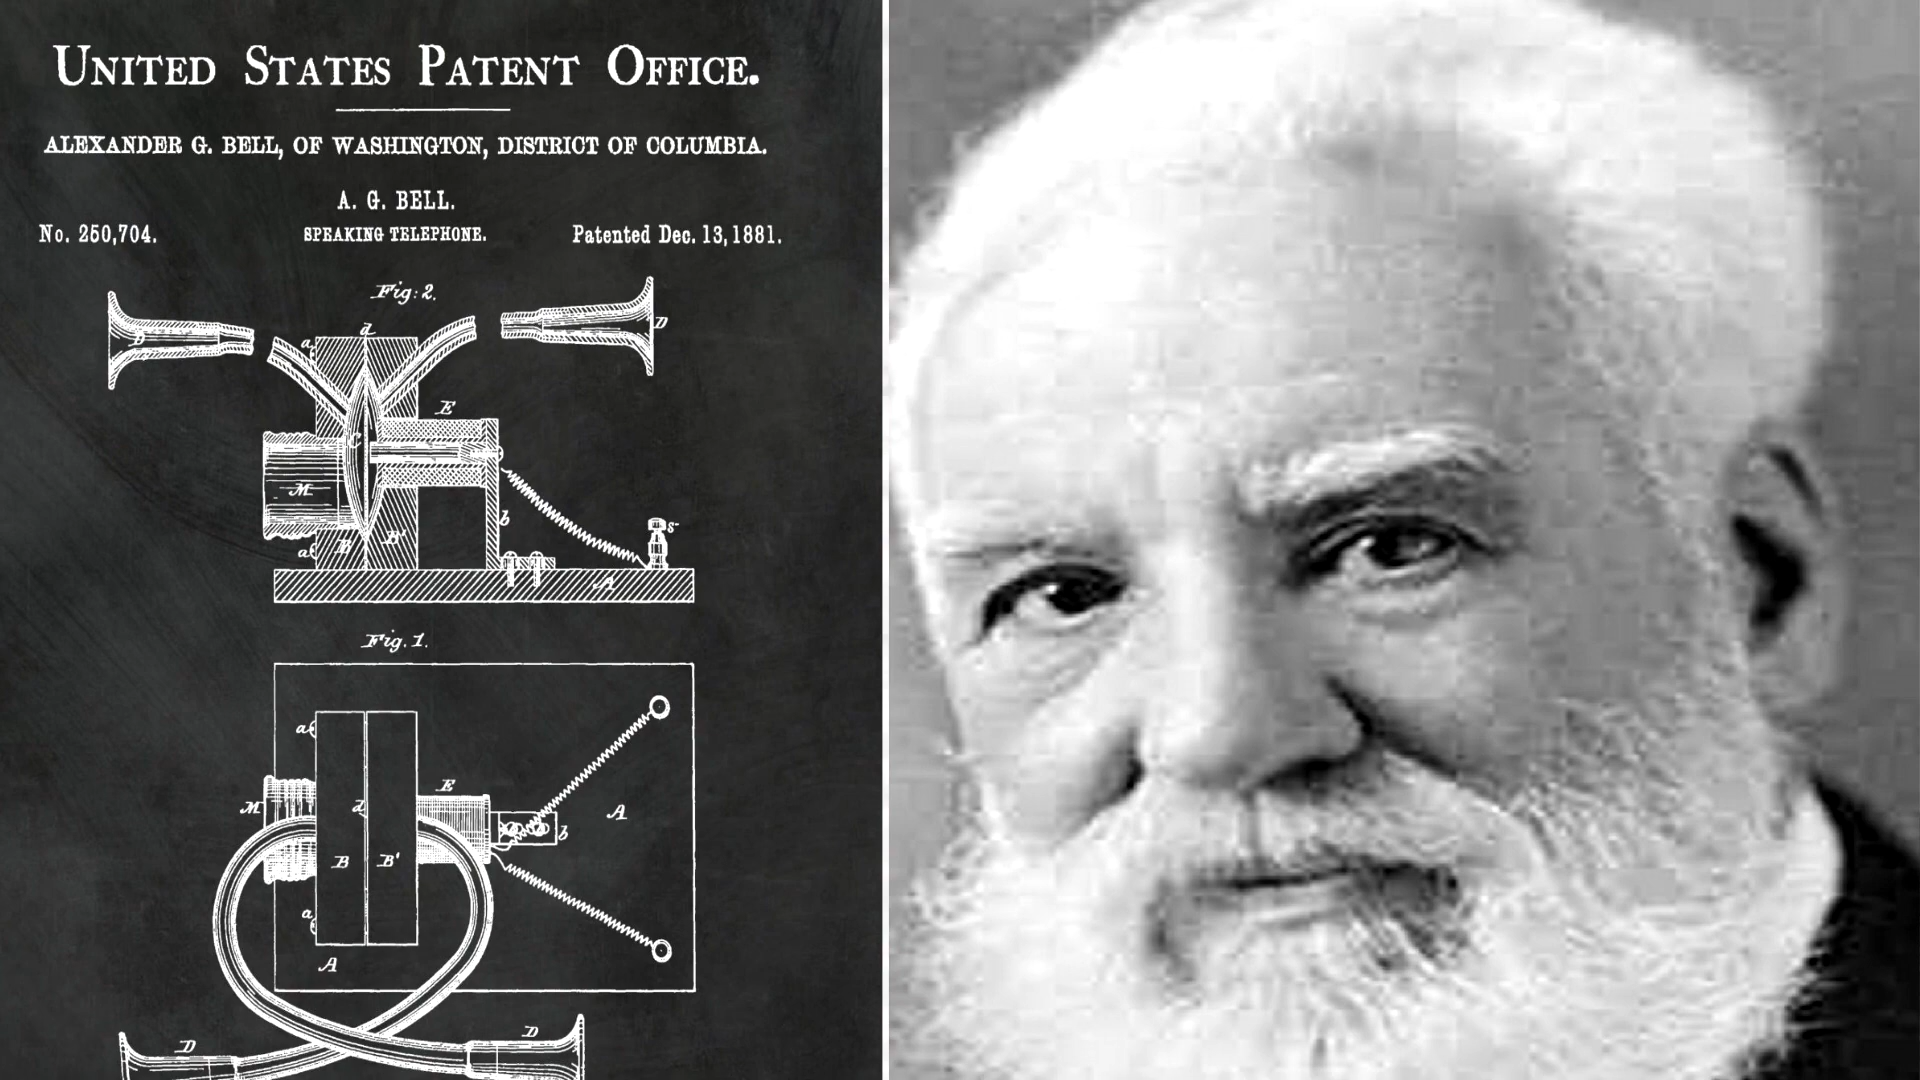 UNITED STATES PATENT OFFICE.
ALEXANDER G. BELL, OF WASHINGTON, DISTRICT OF COLUMBIA.
A. G. BELL.
No. 250,704.
SPEAKING TELEPHONE.
Patented Dec. 13, 1881.
Fig: 2.
D
D
d
a
E
C
M
b
s
a
B
B'
A
Fig. 1.
a
M
d
E
A
b
B
B'
a
A
D
D